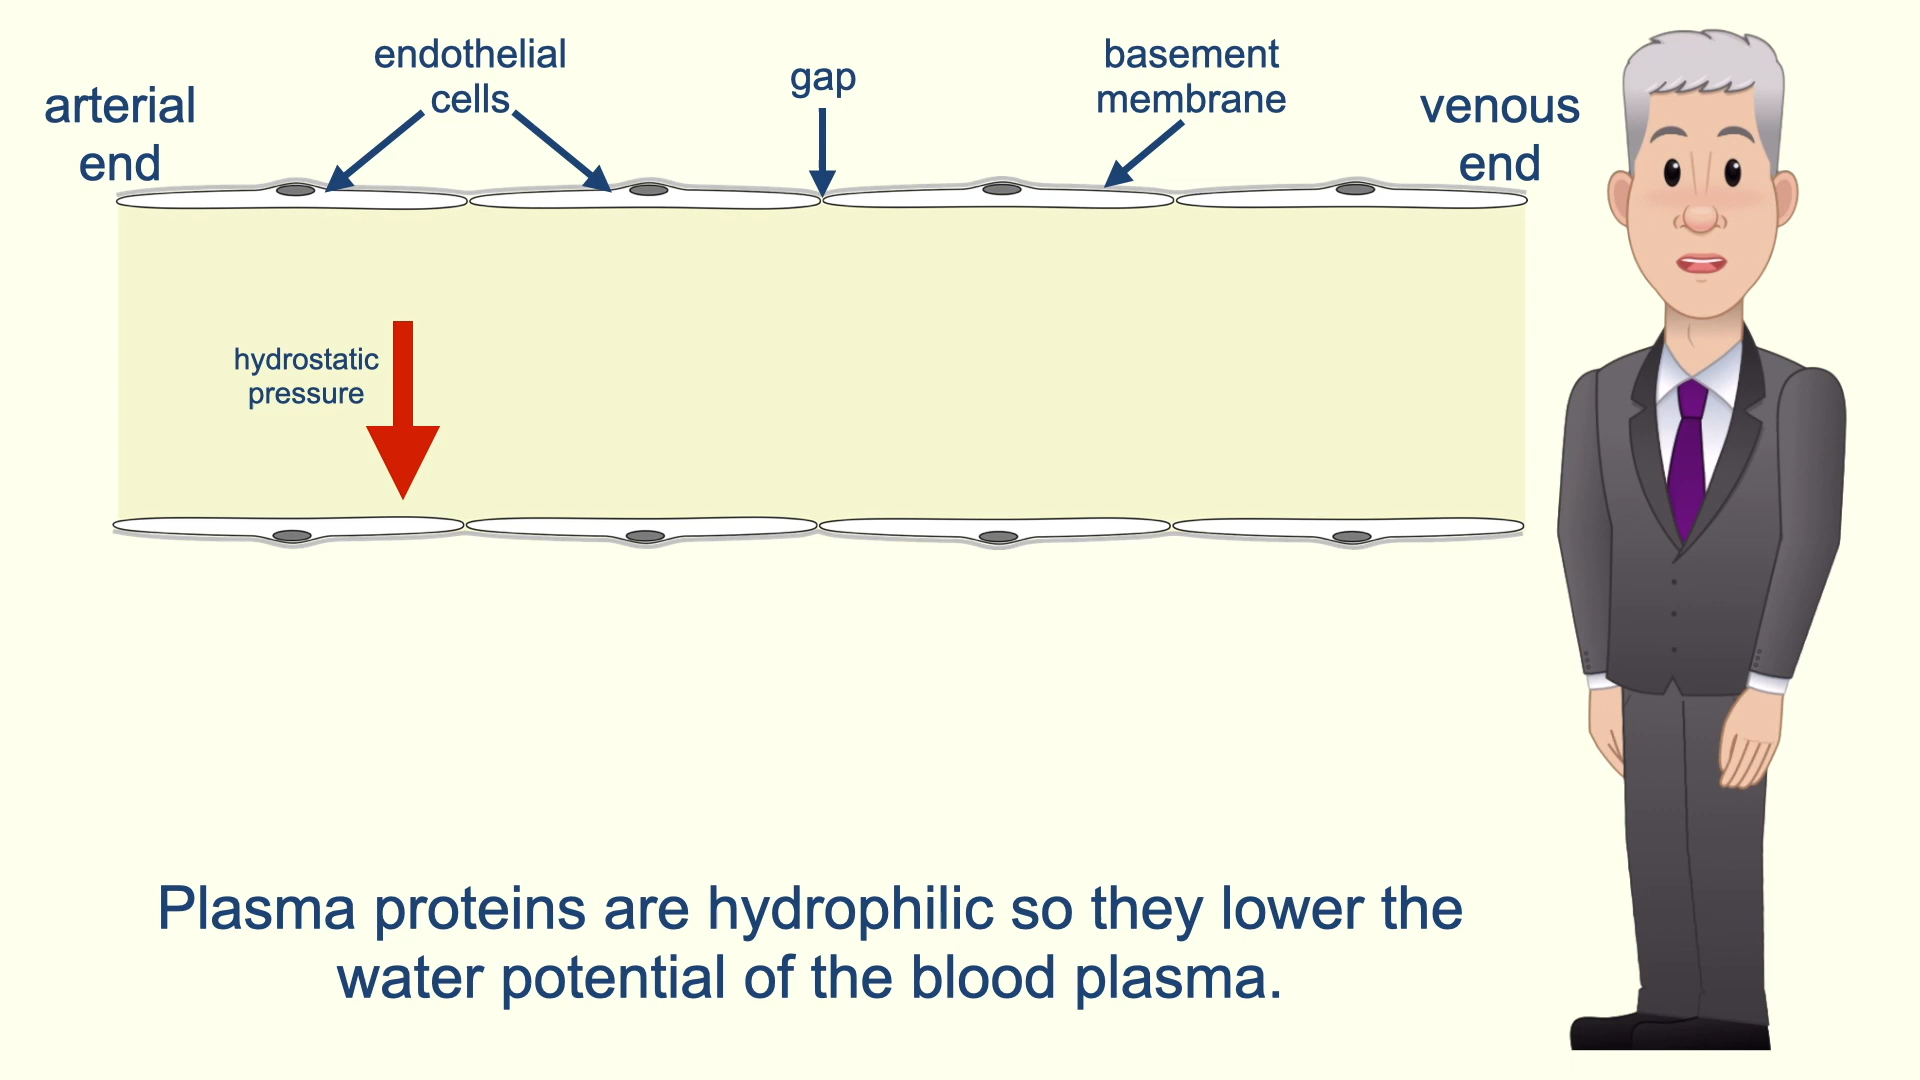 arterial
end
endothelial
cells
gap
basement
membrane
venous
end
hydrostatic
pressure
Plasma proteins are hydrophilic so they lower the
water potential of the blood plasma.